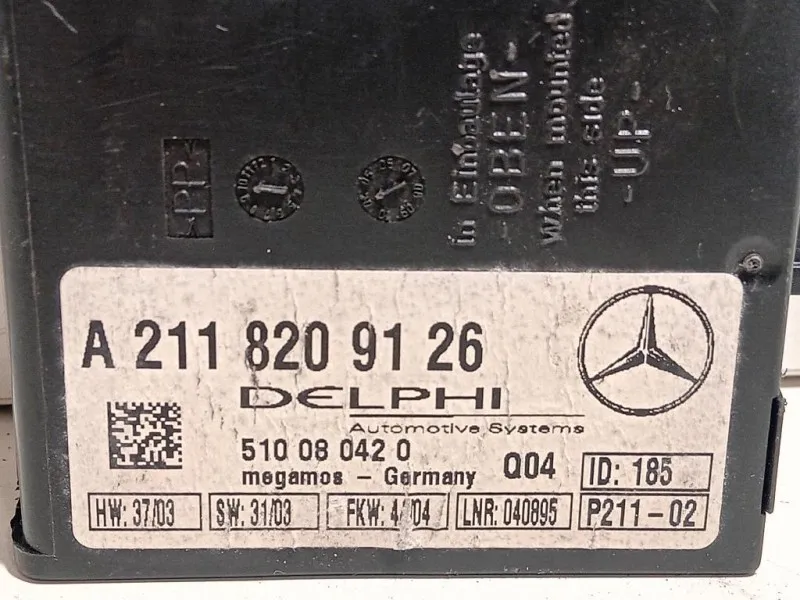 >PP<
in Einbaulage
-OBEN-
When mounted
this side
-UP-
A 211 820 91 26
DELPHI
Automotive Systems
510 08 042 0
megamos - Germany
Q04
ID: 185
HW: 37/03
SW: 31/03
LNR: 040895
P211-02